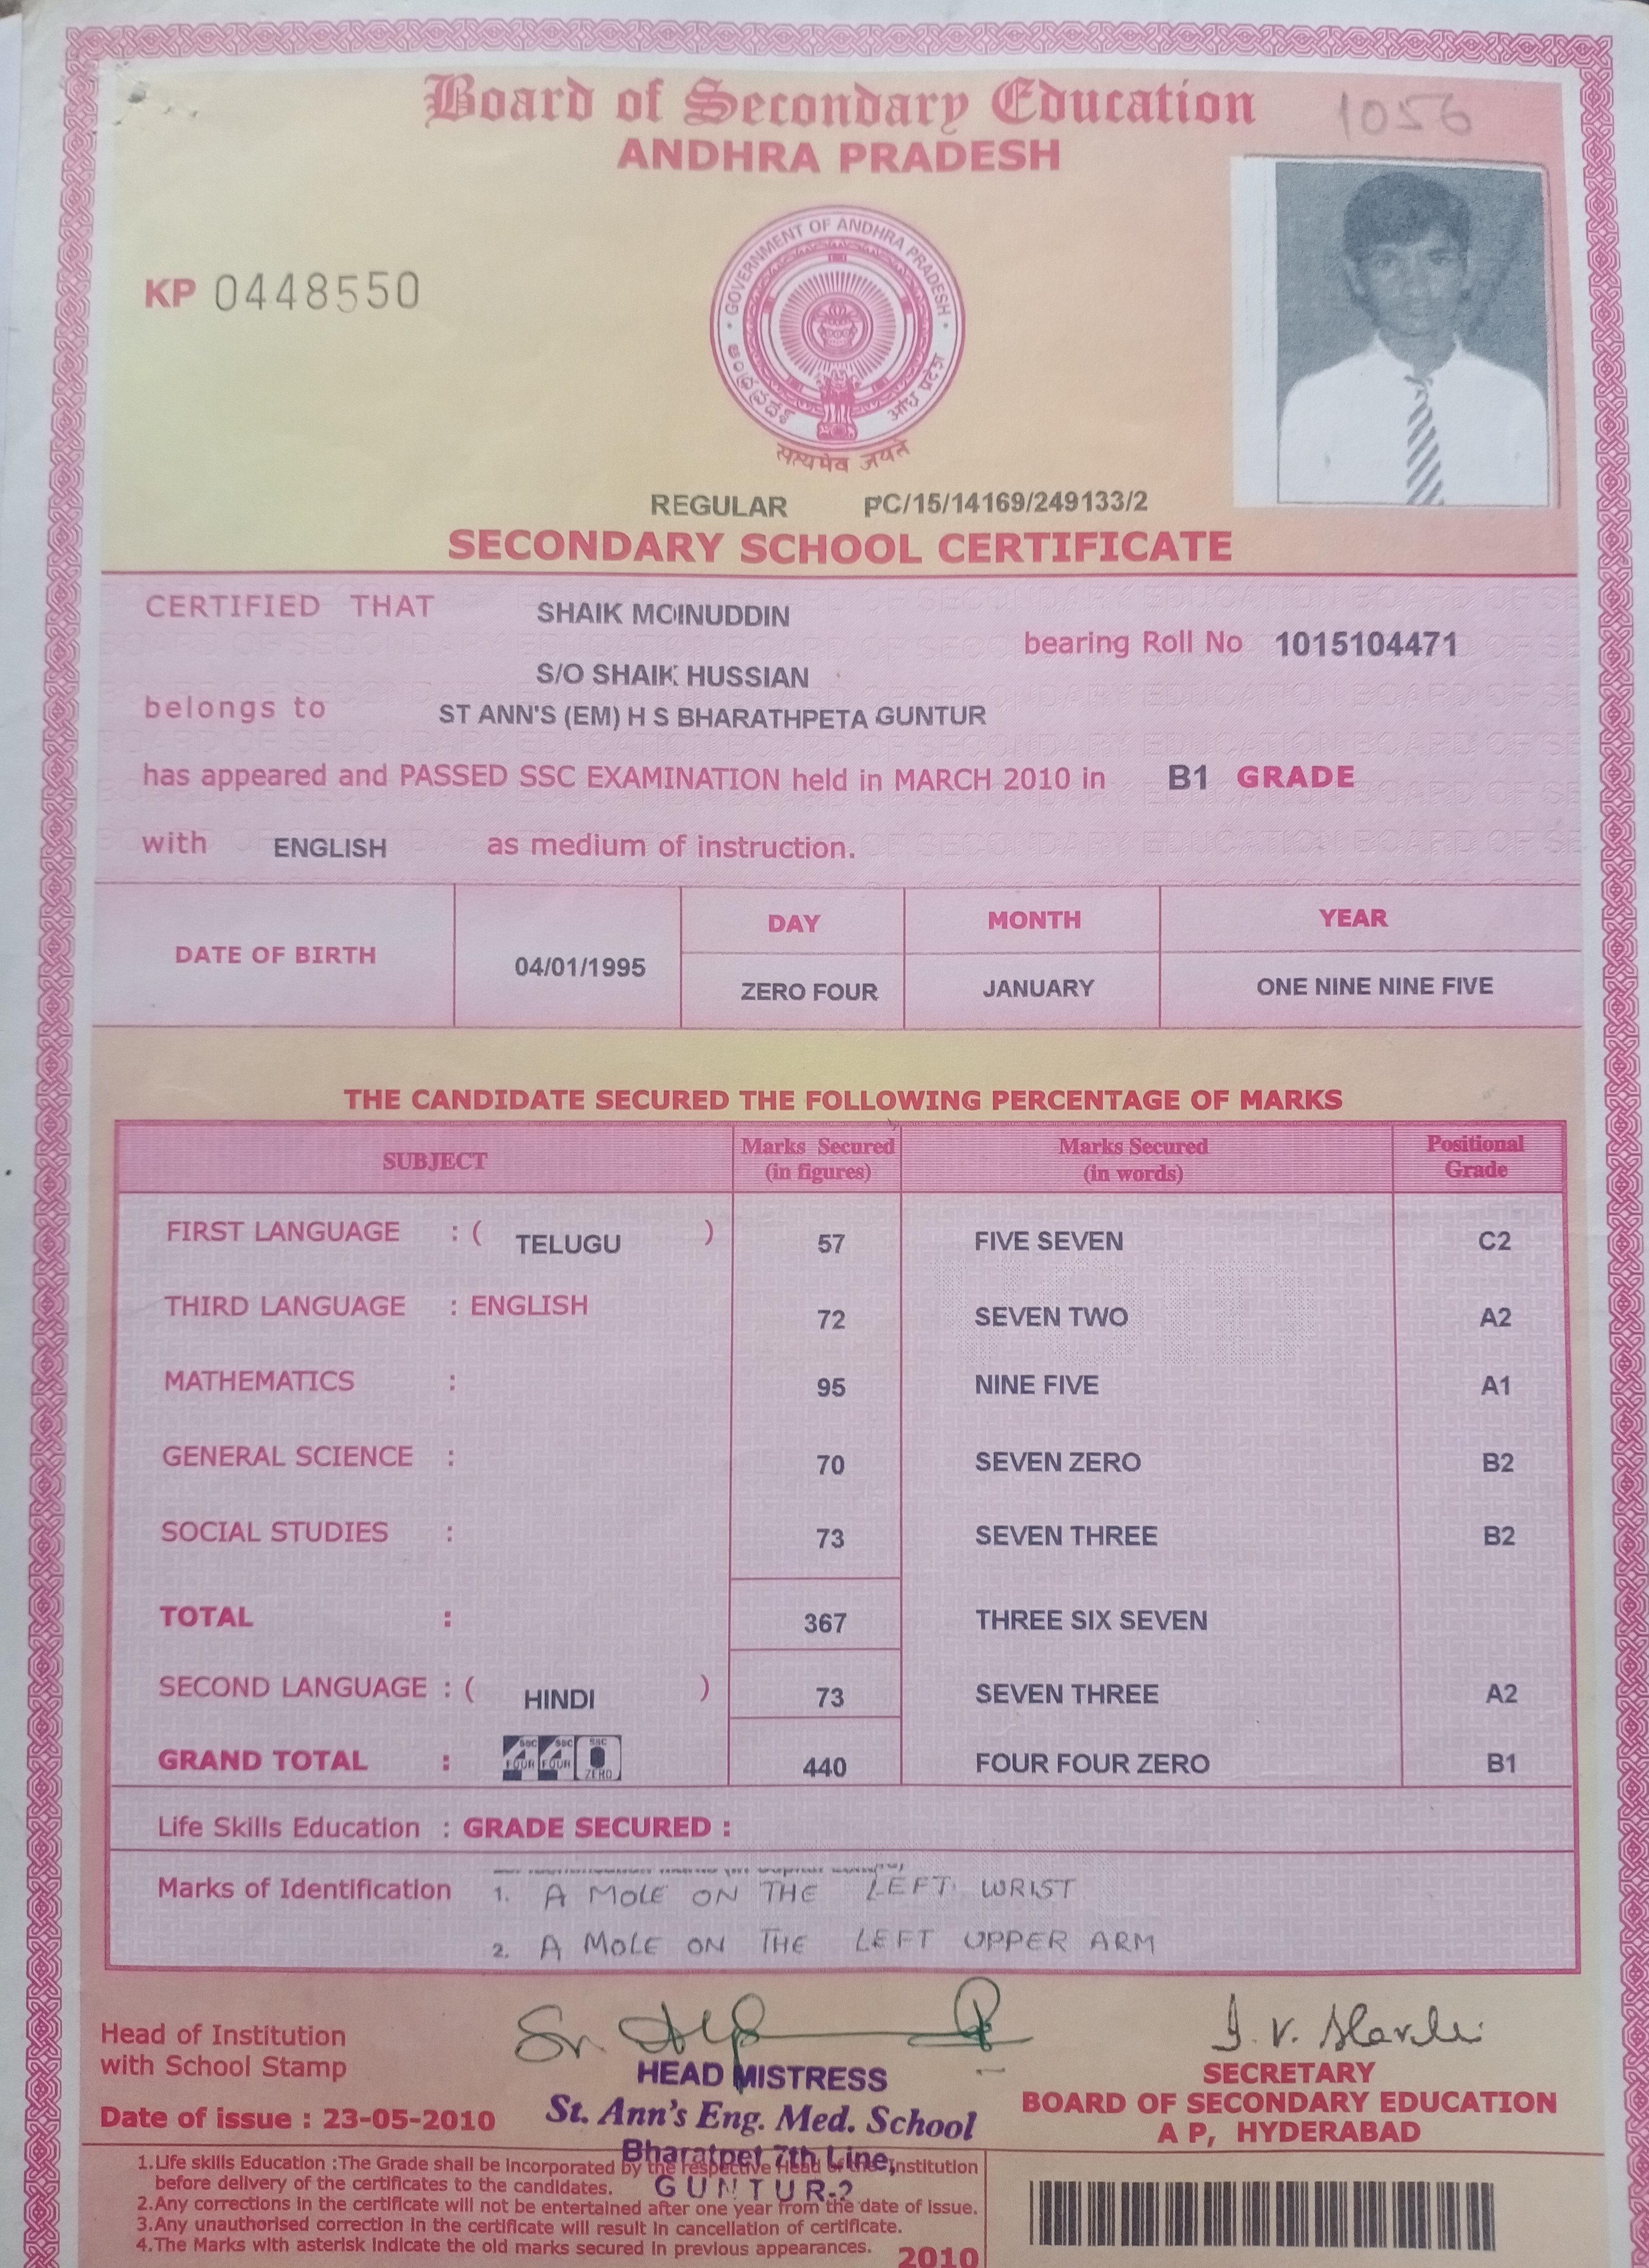 Board of Secondary Education
1056
ANDHRA PRADESH
KP 0448550
GOVERNMENT OF ANDHRA PRADESH
ఆంధ్రప్రదేశ్
आंध्र प्रदेश
सत्यमेव जयते
REGULAR PC/15/14169/249133/2
SECONDARY SCHOOL CERTIFICATE
CERTIFIED THAT SHAIK MOINUDDIN
bearing Roll No 1015104471
S/O SHAIK HUSSIAN
belongs to ST ANN'S (EM) H S BHARATHPETA GUNTUR
has appeared and PASSED SSC EXAMINATION held in MARCH 2010 in B1 GRADE
with ENGLISH as medium of instruction.
DATE OF BIRTH 04/01/1995 DAY MONTH YEAR
ZERO FOUR JANUARY ONE NINE NINE FIVE
THE CANDIDATE SECURED THE FOLLOWING PERCENTAGE OF MARKS
SUBJECT Marks Secured (in figures) Marks Secured (in words) Positional Grade
FIRST LANGUAGE : ( TELUGU ) 57 FIVE SEVEN C2
THIRD LANGUAGE : ENGLISH 72 SEVEN TWO A2
MATHEMATICS : 95 NINE FIVE A1
GENERAL SCIENCE : 70 SEVEN ZERO B2
SOCIAL STUDIES : 73 SEVEN THREE B2
TOTAL : 367 THREE SIX SEVEN
SECOND LANGUAGE : ( HINDI ) 73 SEVEN THREE A2
GRAND TOTAL : SSC 4 FOUR SSC 4 FOUR SSC 0 ZERO 440 FOUR FOUR ZERO B1
Life Skills Education : GRADE SECURED :
Marks of Identification 1. A MOLE ON THE LEFT WRIST
2. A MOLE ON THE LEFT UPPER ARM
Head of Institution
with School Stamp
HEAD MISTRESS
St. Ann's Eng. Med. School
Bharatpet 7th Line,
GUNTUR-2
SECRETARY
BOARD OF SECONDARY EDUCATION
A P, HYDERABAD
Date of issue : 23-05-2010
1.Life skills Education :The Grade shall be incorporated by the respective Head of the Institution
before delivery of the certificates to the candidates.
2.Any corrections in the certificate will not be entertained after one year from the date of issue.
3.Any unauthorised correction in the certificate will result in cancellation of certificate.
4.The Marks with asterisk indicate the old marks secured in previous appearances.
2010